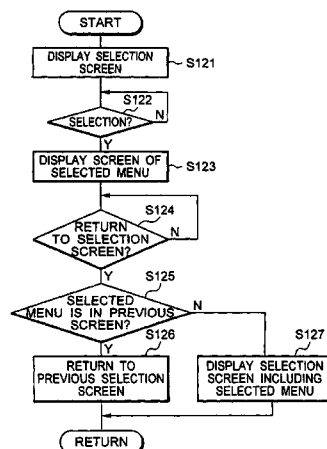 START
DISPLAY SELECTION
SCREEN
S121
S122
SELECTION?
N
Y
DISPLAY SCREEN OF
SELECTED MENU
S123
S124
RETURN
TO SELECTION
SCREEN?
N
Y
S125
SELECTED
MENU IS IN PREVIOUS
SCREEN?
N
Y
S126
RETURN TO
PREVIOUS SELECTION
SCREEN
S127
DISPLAY SELECTION
SCREEN INCLUDING
SELECTED MENU
RETURN